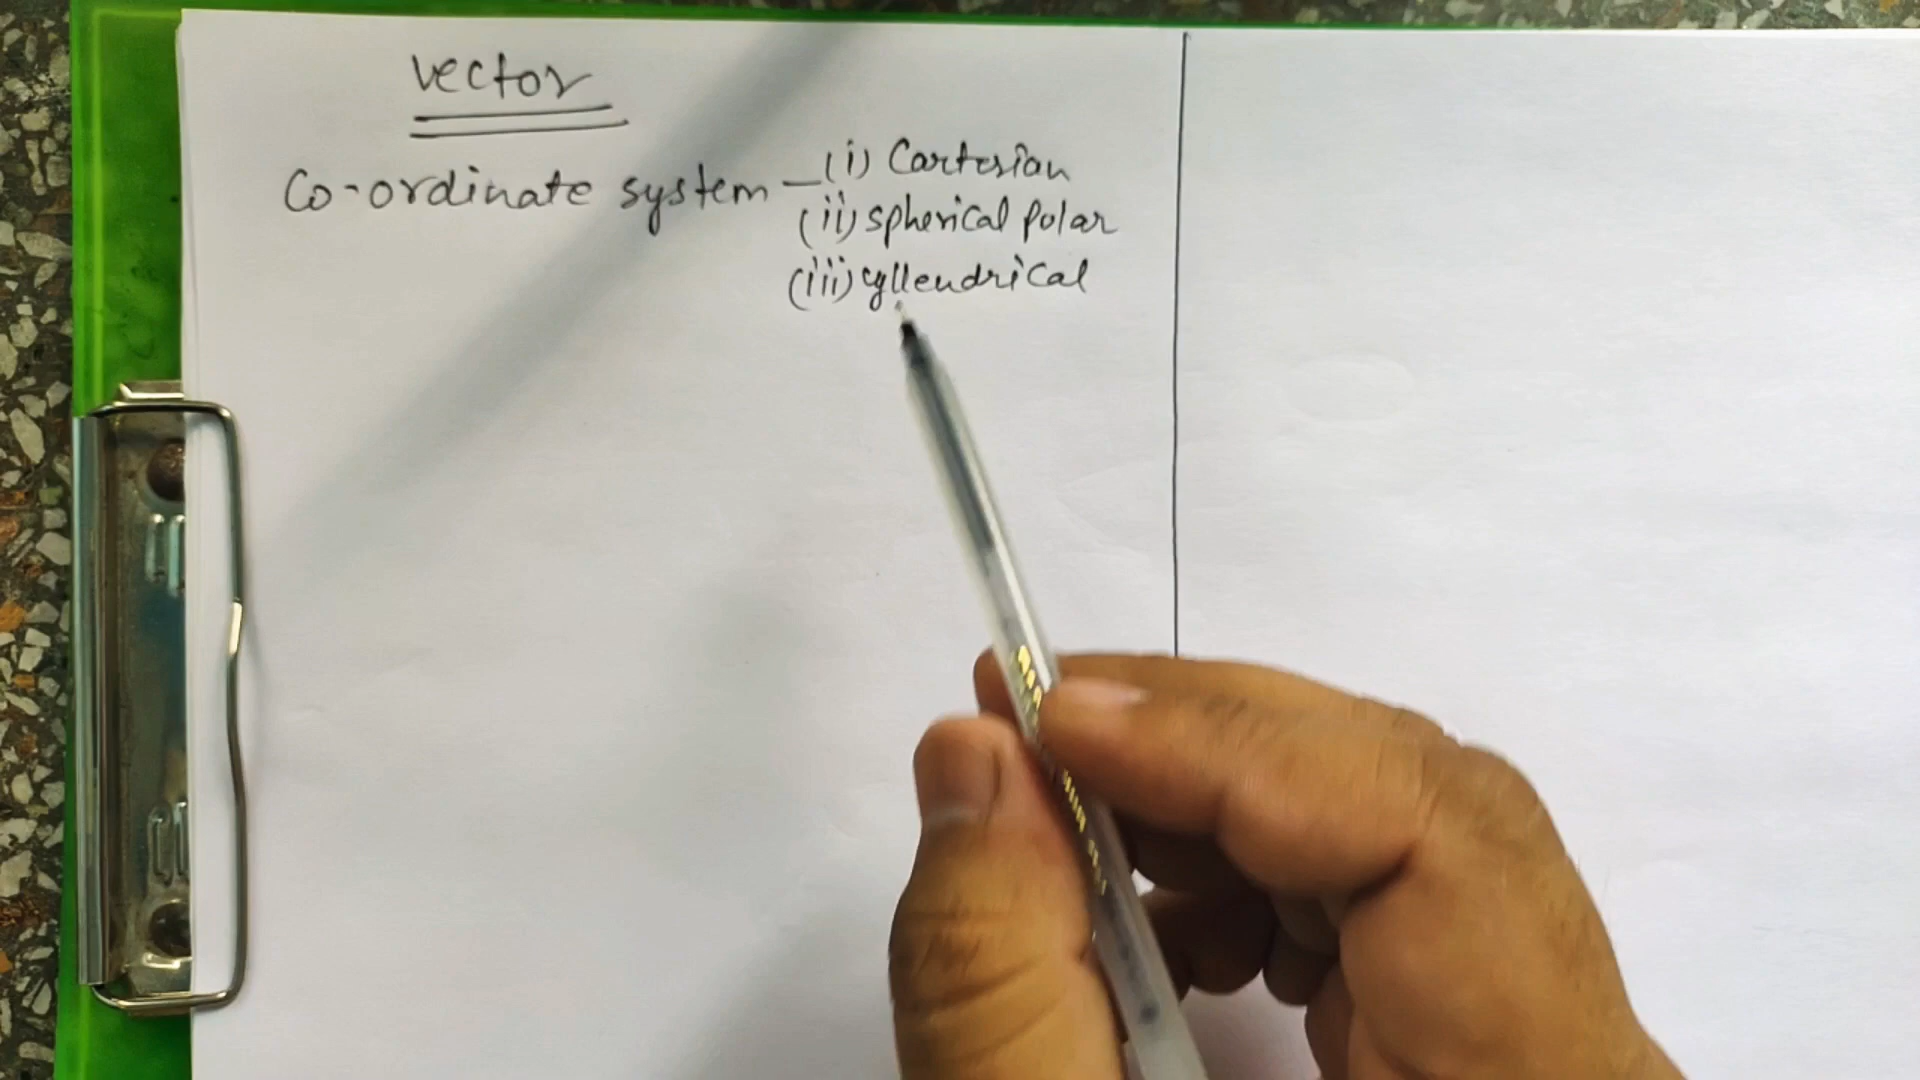 Vector
Co-ordinate system - (i) Cartesian
(ii) spherical polar
(iii) cyllendrical